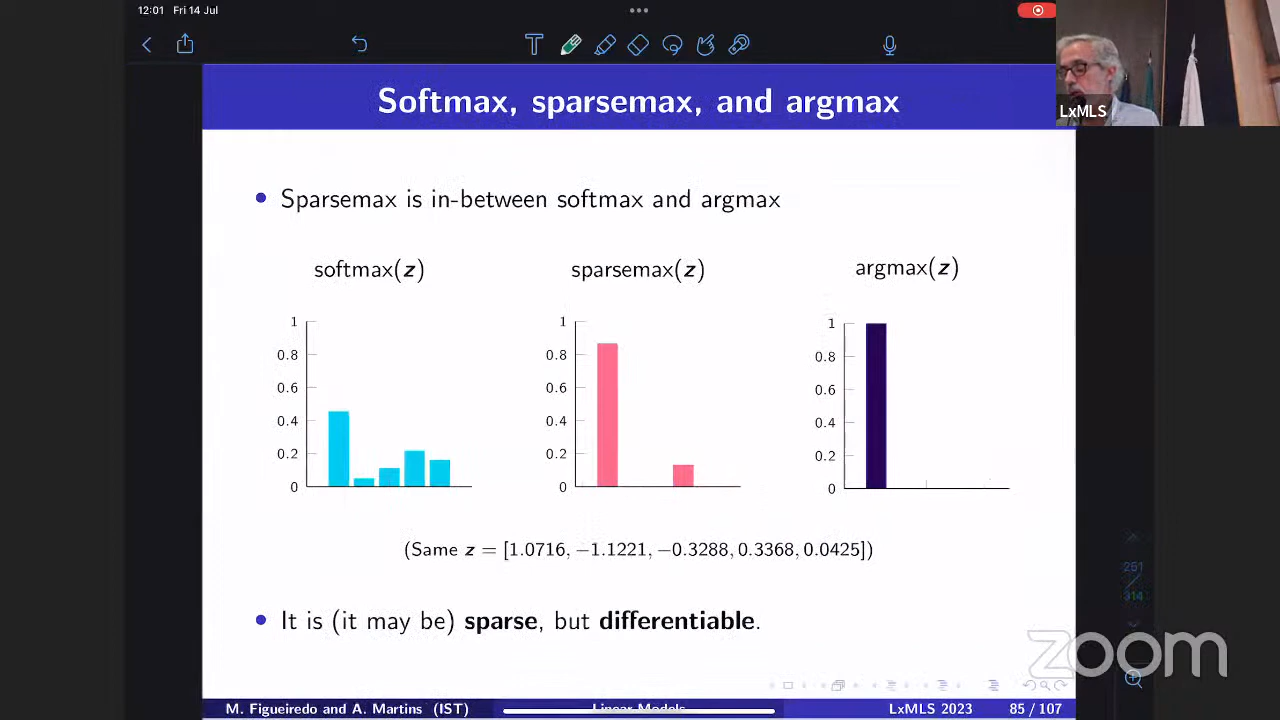 12:01 Fri 14 Jul
LxMLS
Softmax, sparsemax, and argmax
• Sparsemax is in-between softmax and argmax
softmax(z)
sparsemax(z)
argmax(z)
1
0.8
0.6
0.4
0.2
0
1
0.8
0.6
0.4
0.2
0
1
0.8
0.6
0.4
0.2
0
(Same z = [1.0716, −1.1221, −0.3288, 0.3368, 0.0425])
• It is (it may be) sparse, but differentiable.
251
314
zoom
M. Figueiredo and A. Martins (IST)
Linear Models
LxMLS 2023
85 / 107